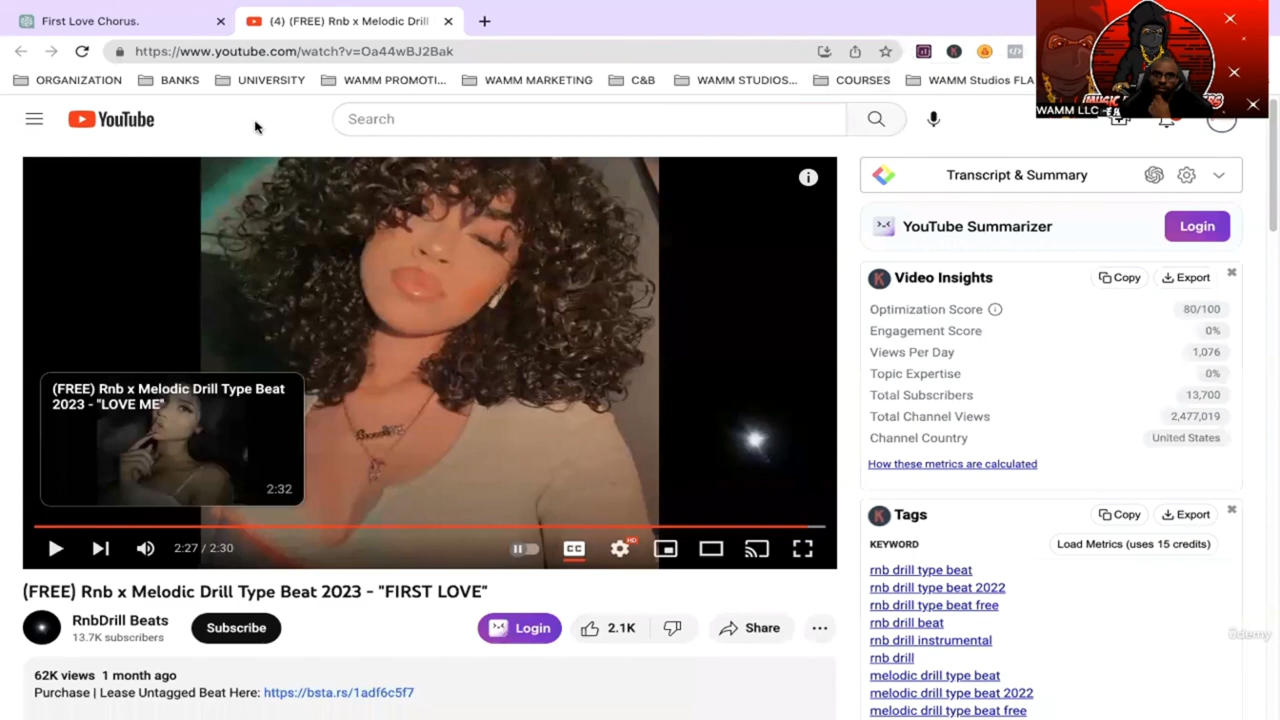 First Love Chorus.
(4) (FREE) Rnb x Melodic Drill
https://www.youtube.com/watch?v=Oa44wBJ2Bak
ORGANIZATION
BANKS
UNIVERSITY
WAMM PROMOTI...
WAMM MARKETING
C&B
WAMM STUDIOS...
COURSES
WAMM Studios FLA
WAMM LLC
YouTube
Search
(FREE) Rnb x Melodic Drill Type Beat
2023 - "LOVE ME"
2:32
2:27 / 2:30
CC
HD
(FREE) Rnb x Melodic Drill Type Beat 2023 - "FIRST LOVE"
RnbDrill Beats
13.7K subscribers
Subscribe
Login
2.1K
Share
62K views 1 month ago
Purchase | Lease Untagged Beat Here: https://bsta.rs/1adf6c5f7
Transcript & Summary
YouTube Summarizer
Login
K
Video Insights
Copy
Export
Optimization Score
80/100
Engagement Score
0%
Views Per Day
1,076
Topic Expertise
0%
Total Subscribers
13,700
Total Channel Views
2,477,019
Channel Country
United States
How these metrics are calculated
K
Tags
Copy
Export
KEYWORD
Load Metrics (uses 15 credits)
rnb drill type beat
rnb drill type beat 2022
rnb drill type beat free
rnb drill beat
rnb drill instrumental
rnb drill
melodic drill type beat
melodic drill type beat 2022
melodic drill type beat free
ûdemy